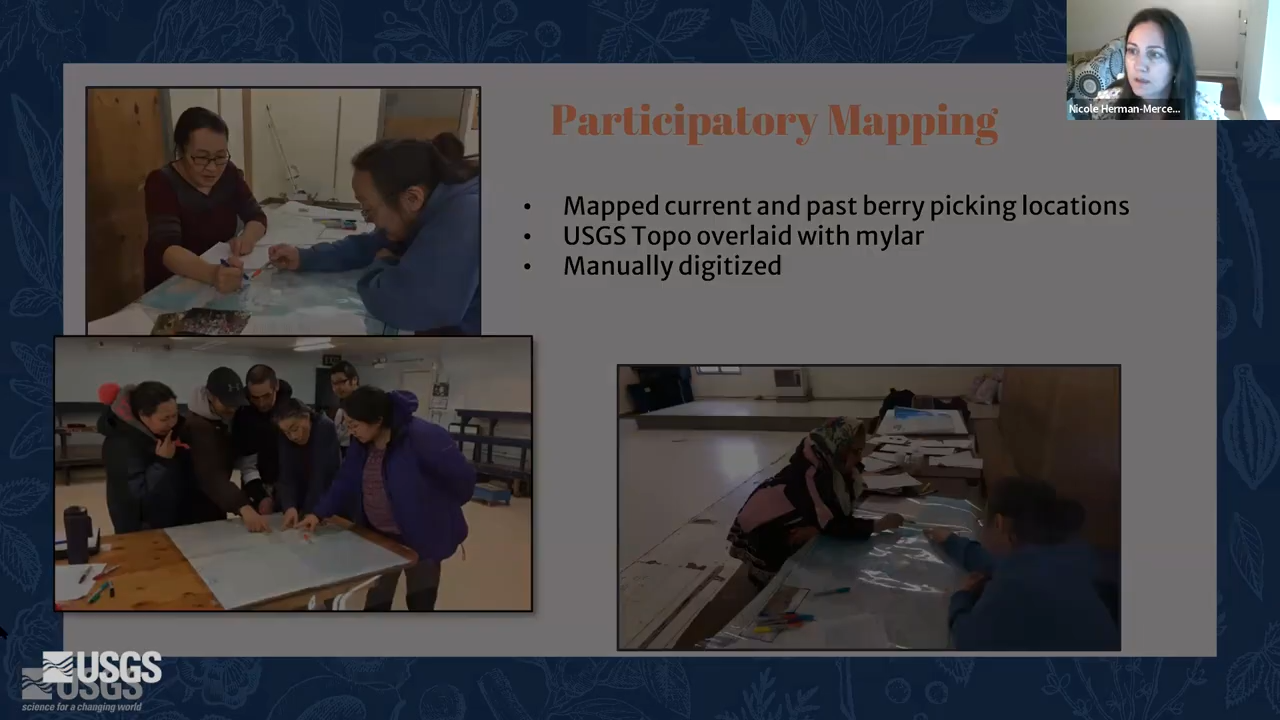 Nicole Herman-Merce...
Participatory Mapping
• Mapped current and past berry picking locations
• USGS Topo overlaid with mylar
• Manually digitized
USGS
USGS
science for a changing world